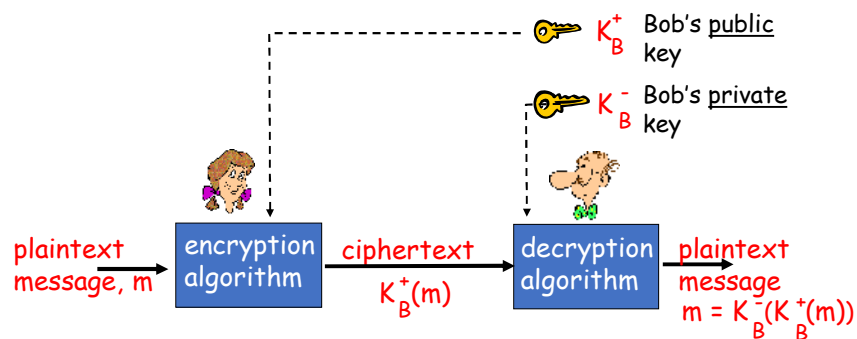 K_B^+ Bob's public
key
K_B^- Bob's private
key
plaintext
message, m
encryption
algorithm
ciphertext
K_B^+(m)
decryption
algorithm
plaintext
message
m = K_B^-(K_B^+(m))